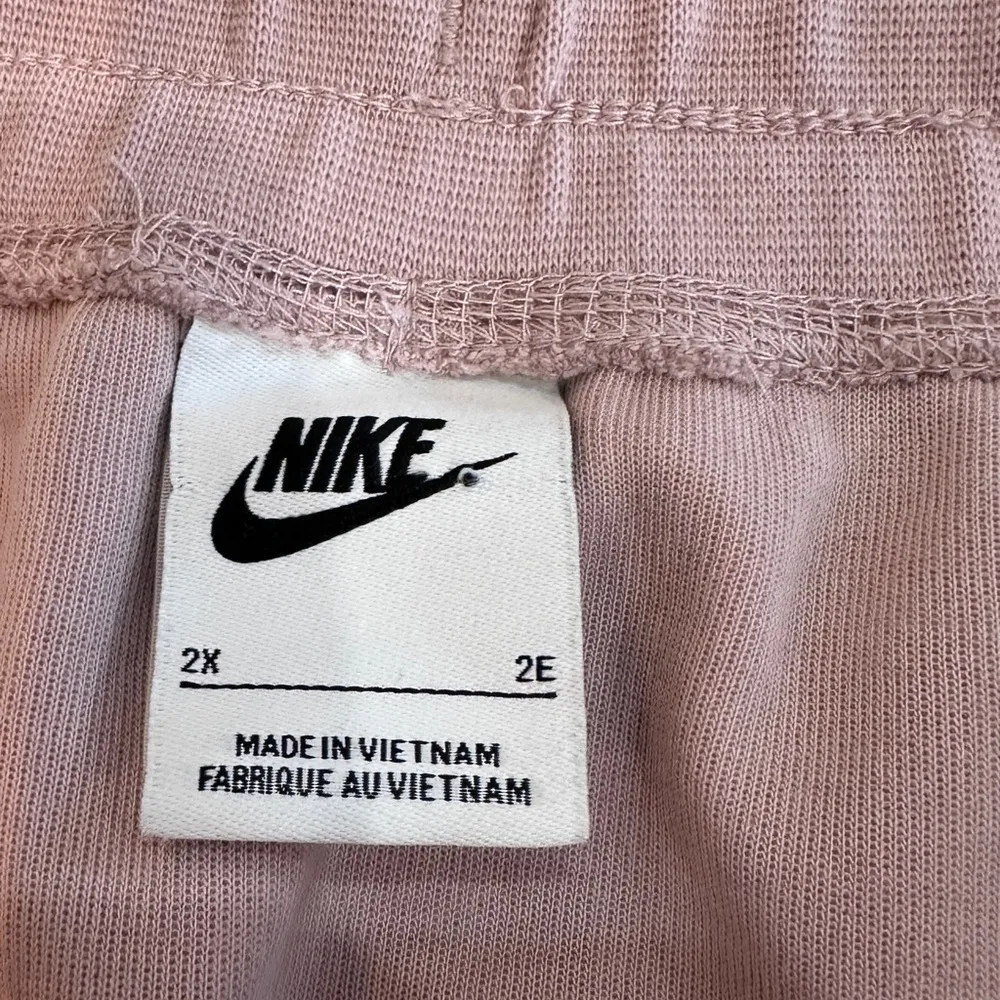 NIKE
2X 2E
MADE IN VIETNAM
FABRIQUE AU VIETNAM